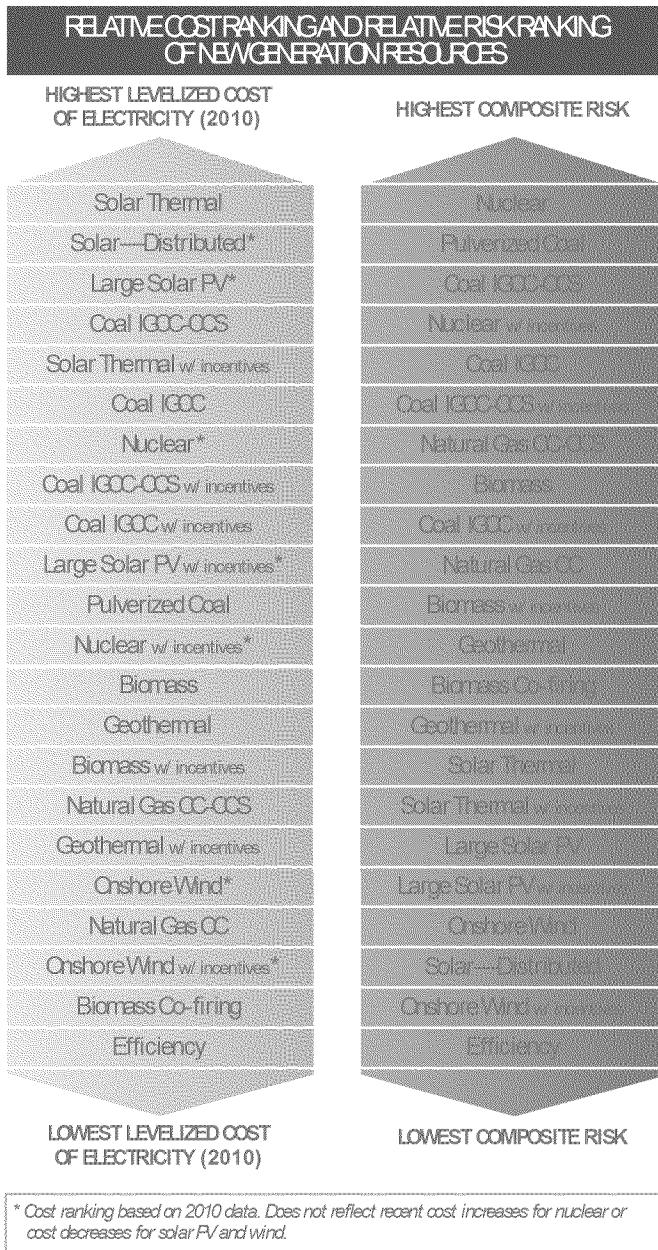 RELATIVE COST RANKING AND RELATIVE RISK RANKING
OF NEW GENERATION RESOURCES
HIGHEST LEVELIZED COST
OF ELECTRICITY (2010)
Solar Thermal
Solar—Distributed*
Large Solar PV*
Coal IGCC-CCS
Solar Thermal w/ incentives
Coal IGCC
Nuclear*
Coal IGCC-CCS w/ incentives
Coal IGCC w/ incentives
Large Solar PV w/ incentives*
Pulverized Coal
Nuclear w/ incentives*
Biomass
Geothermal
Biomass w/ incentives
Natural Gas CC-CCS
Geothermal w/ incentives
Onshore Wind*
Natural Gas CC
Onshore Wind w/ incentives*
Biomass Co-firing
Efficiency
LOWEST LEVELIZED COST
OF ELECTRICITY (2010)
HIGHEST COMPOSITE RISK
Nuclear
Pulverized Coal
Coal IGCC-CCS
Nuclear w/ incentives
Coal IGCC
Coal IGCC-CCS w/ incentives
Natural Gas CC-CCS
Biomass
Coal IGCC w/ incentives
Natural Gas CC
Biomass w/ incentives
Geothermal
Biomass Co-firing
Geothermal w/ incentives
Solar Thermal
Solar Thermal w/ incentives
Large Solar PV
Large Solar PV w/ incentives
Onshore Wind
Solar—Distributed
Onshore Wind w/ incentives
Efficiency
LOWEST COMPOSITE RISK
* Cost ranking based on 2010 data. Does not reflect recent cost increases for nuclear or
cost decreases for solar PV and wind.